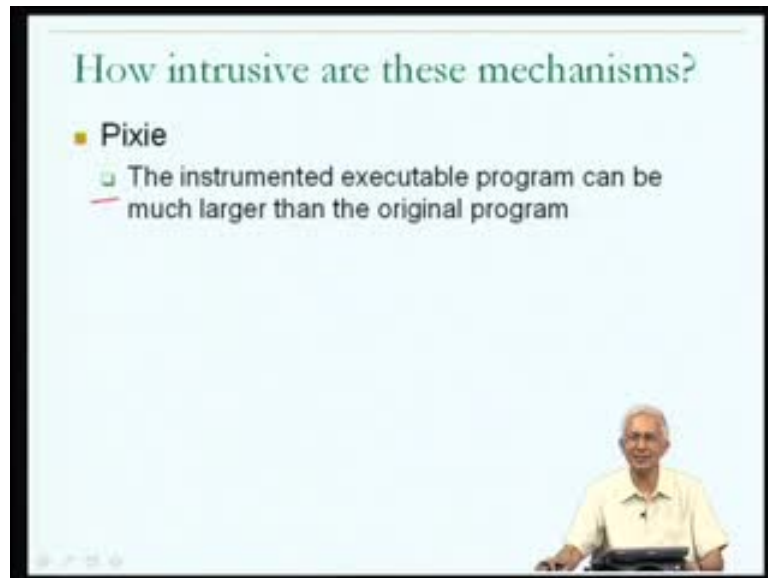 How intrusive are these mechanisms?
Pixie
The instrumented executable program can be
much larger than the original program